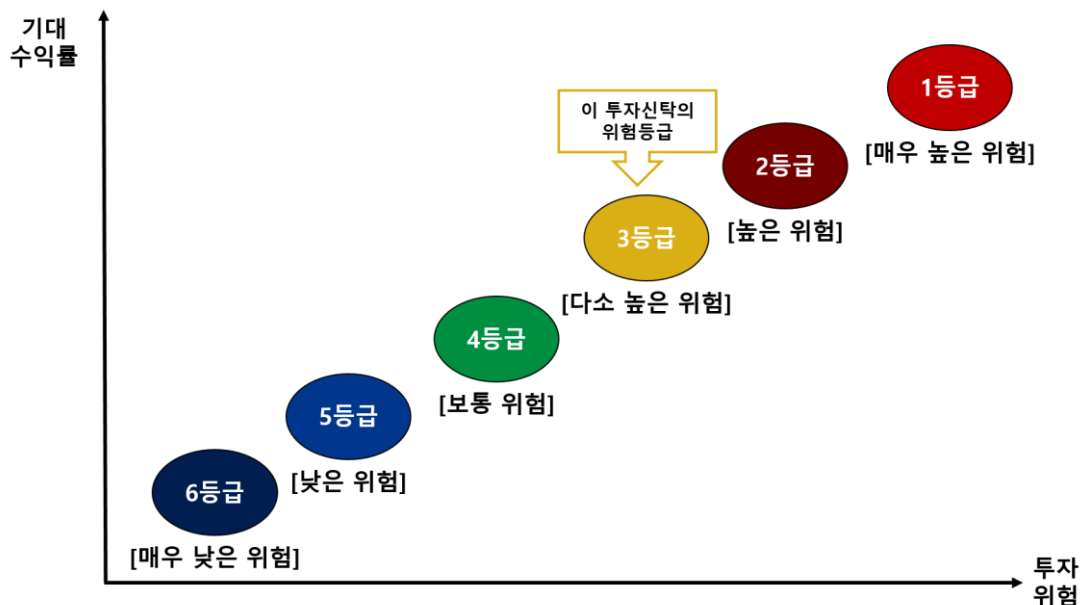 기대
수익률
1등급
[매우 높은 위험]
이 투자신탁의
위험등급
2등급
[높은 위험]
3등급
[다소 높은 위험]
4등급
[보통 위험]
5등급
[낮은 위험]
6등급
[매우 낮은 위험]
투자
위험